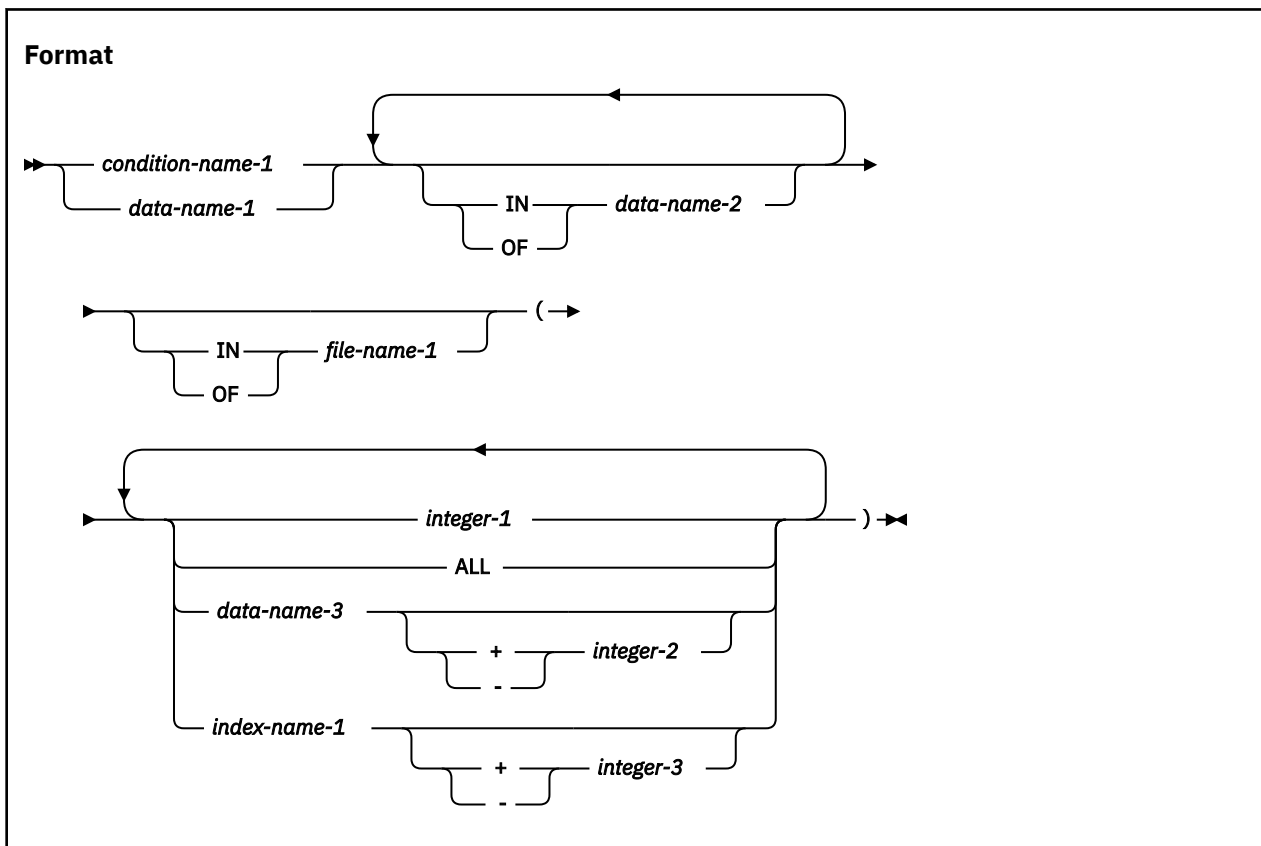 Format
condition-name-1
data-name-1
IN data-name-2
OF
(
IN file-name-1
OF
integer-1 )
ALL
data-name-3
+ integer-2
-
index-name-1
+ integer-3
-